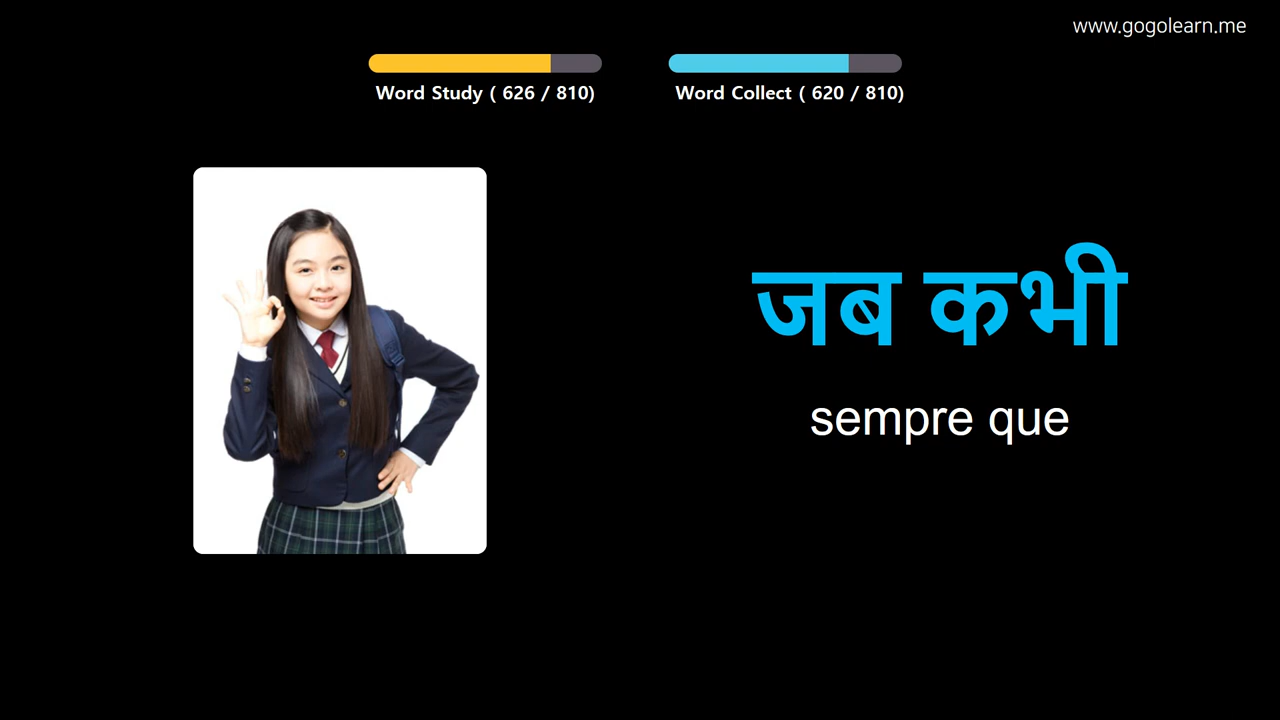 www.gogolearn.me
Word Study ( 626 / 810)
Word Collect ( 620 / 810)
जब कभी
sempre que